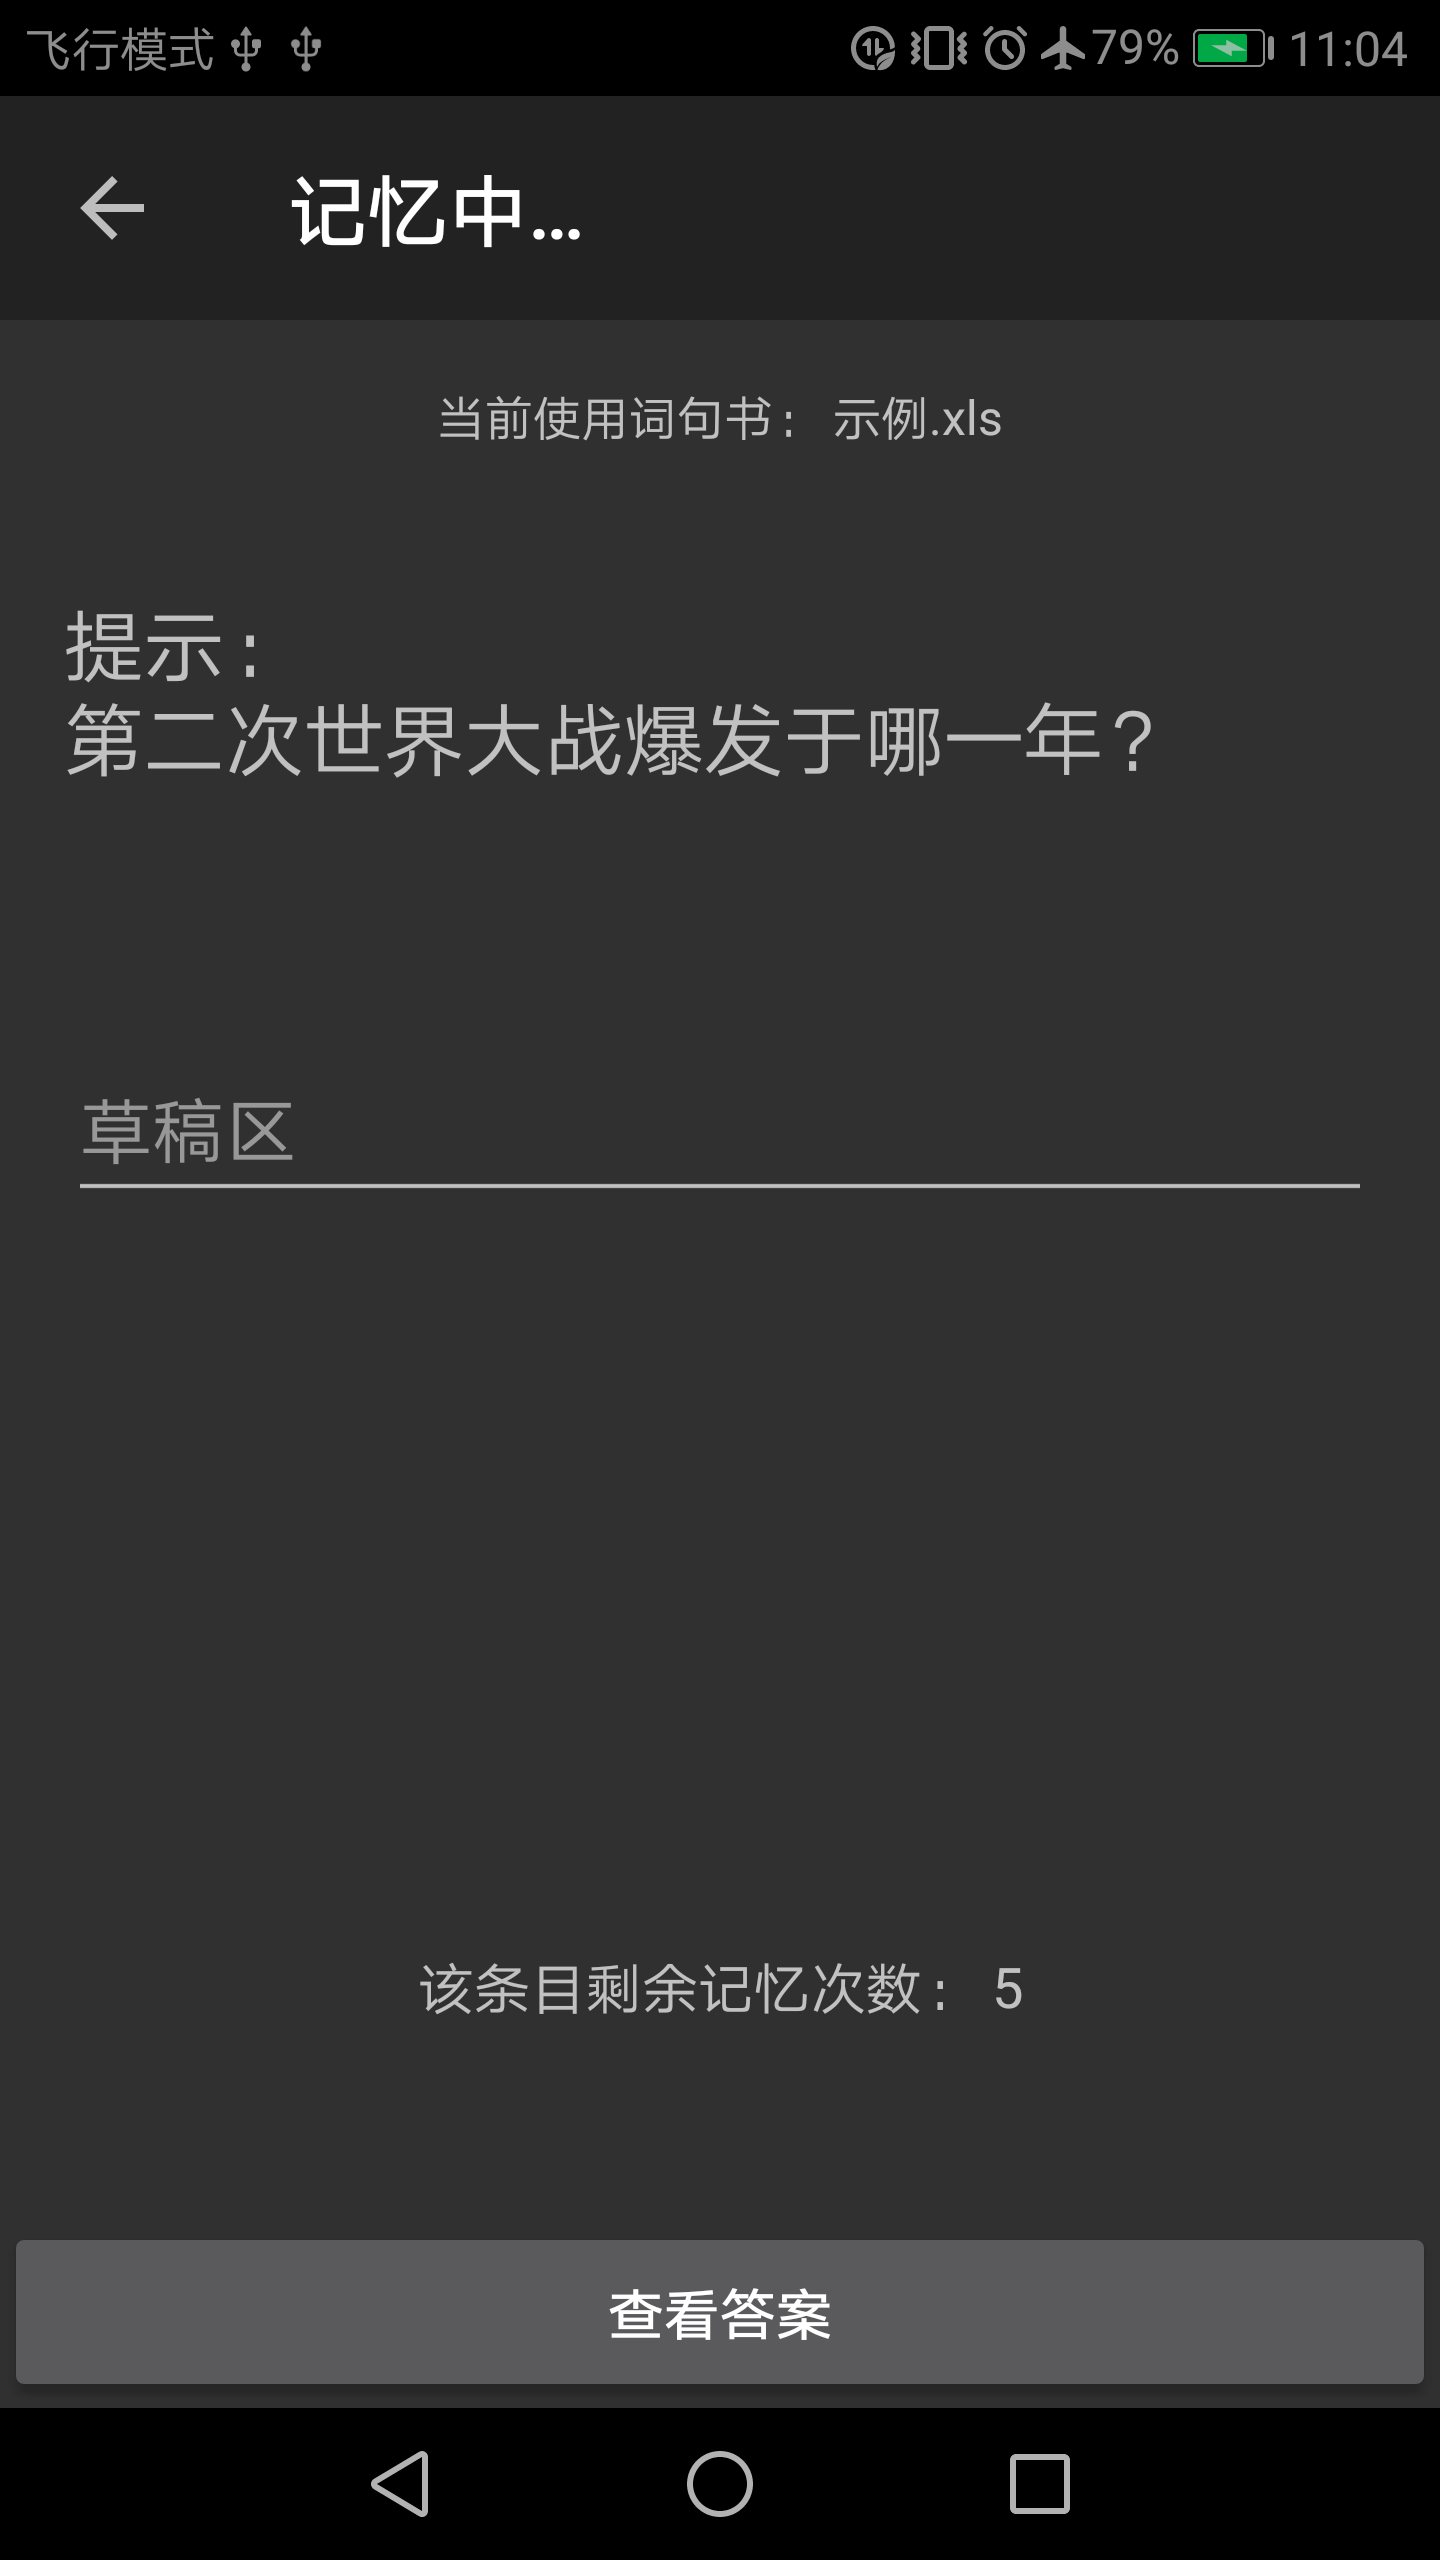 飞行模式
79% 11:04
记忆中...
当前使用词句书： 示例.xls
提示：
第二次世界大战爆发于哪一年？
草稿区
该条目剩余记忆次数： 5
查看答案